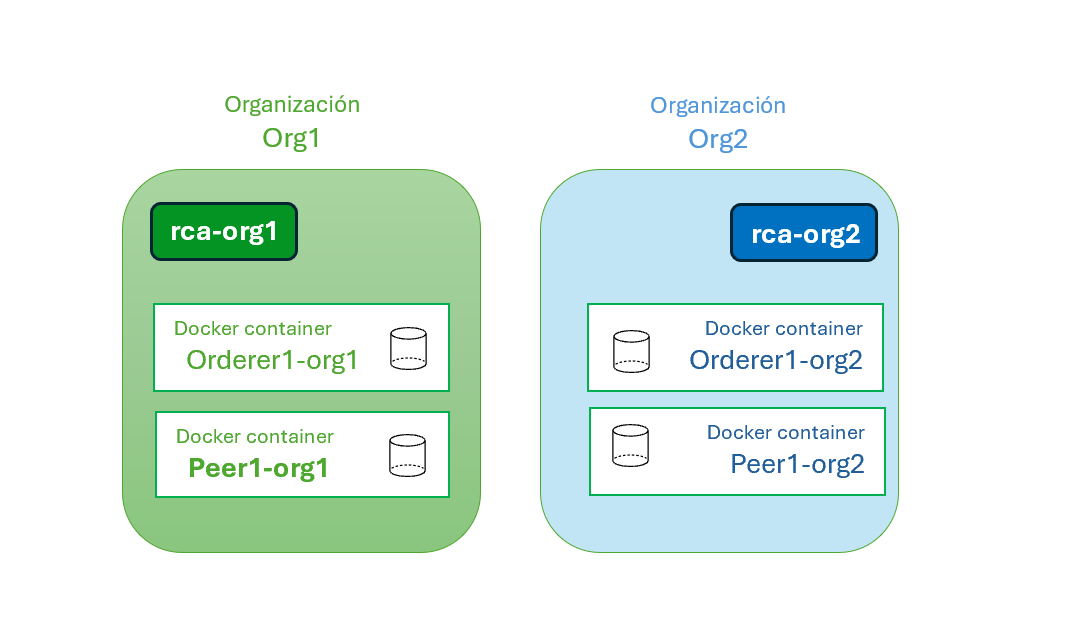 Organización
Org1
rca-org1
Docker container
Orderer1-org1
Docker container
Peer1-org1
Organización
Org2
rca-org2
Docker container
Orderer1-org2
Docker container
Peer1-org2